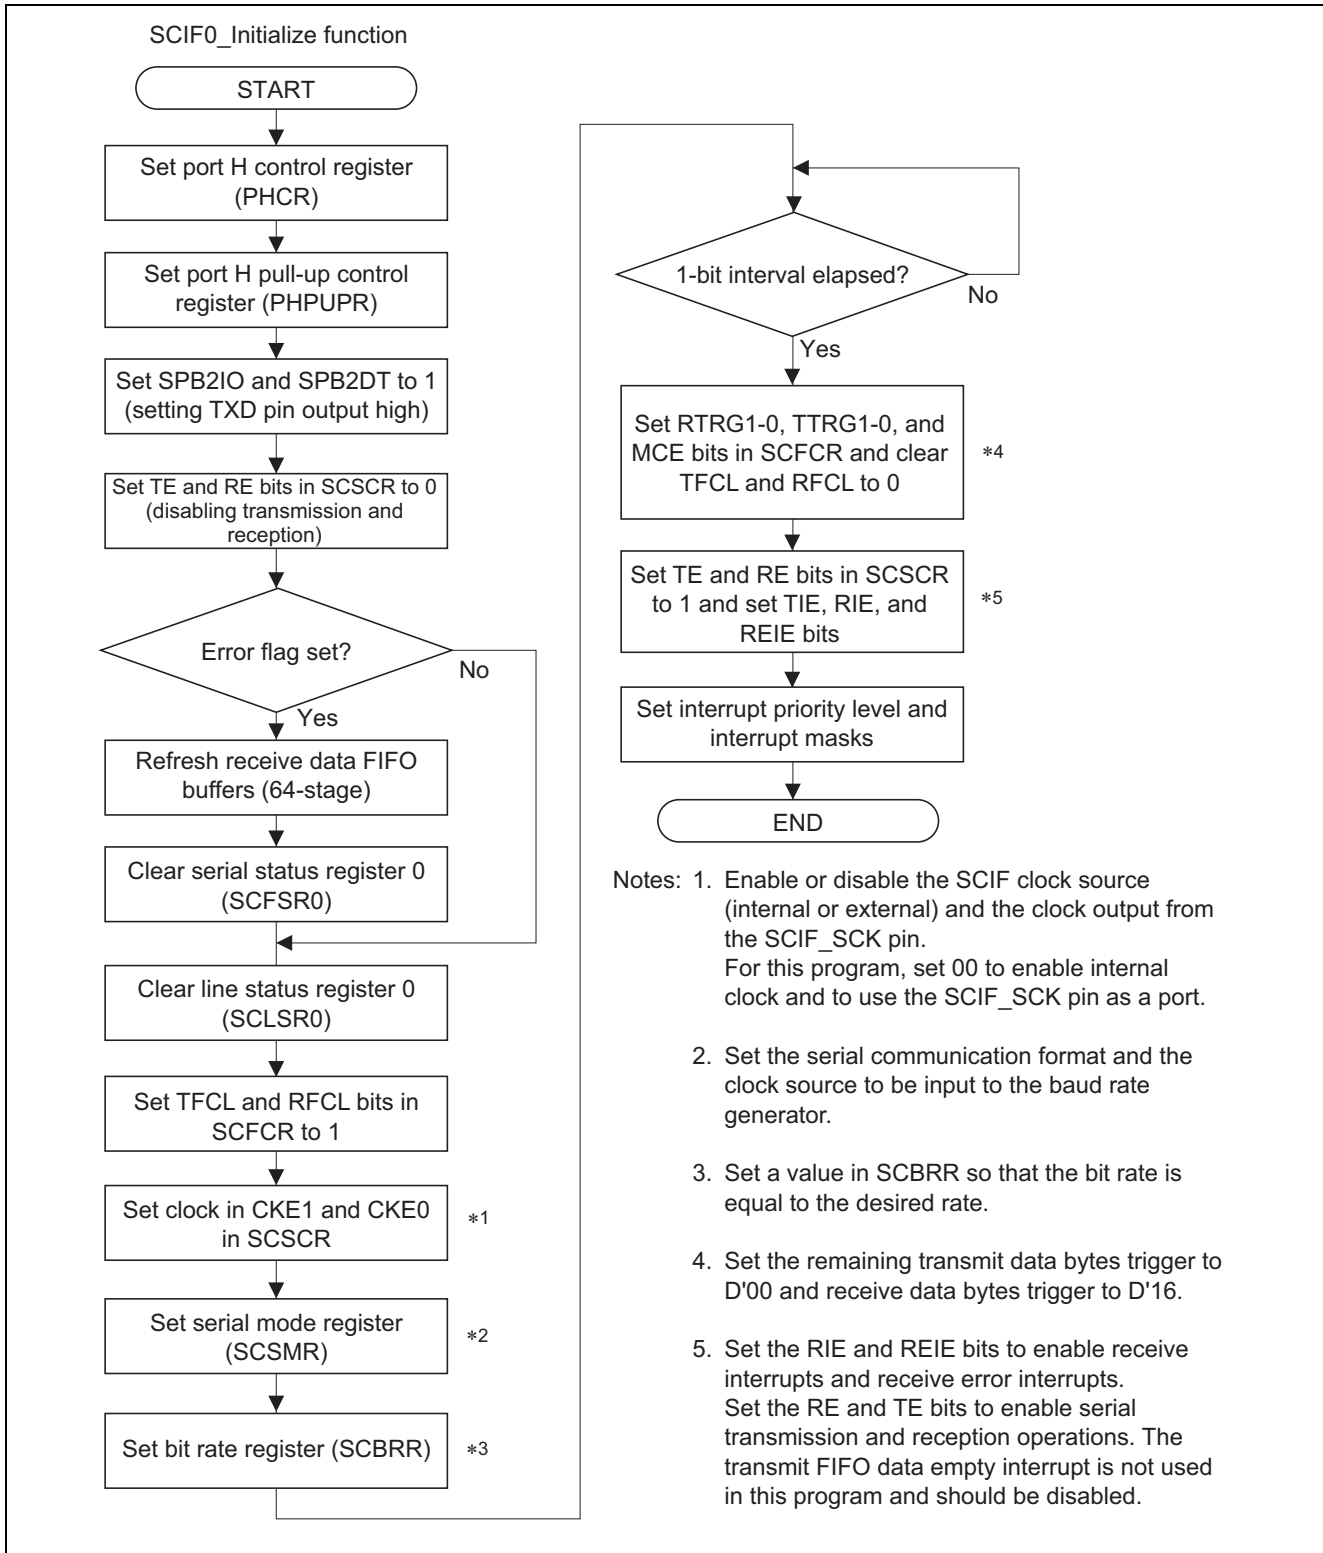 SCIF0_Initialize function
START
Set port H control register
(PHCR)
Set port H pull-up control
register (PHPUPR)
Set SPB2IO and SPB2DT to 1
(setting TXD pin output high)
Set TE and RE bits in SCSCR to 0
(disabling transmission and
reception)
Error flag set?
No
Yes
Refresh receive data FIFO
buffers (64-stage)
Clear serial status register 0
(SCFSR0)
Clear line status register 0
(SCLSR0)
Set TFCL and RFCL bits in
SCFCR to 1
Set clock in CKE1 and CKE0
in SCSCR
*1
Set serial mode register
(SCSMR)
*2
Set bit rate register (SCBRR)
*3
1-bit interval elapsed?
No
Yes
Set RTRG1-0, TTRG1-0, and
MCE bits in SCFCR and clear
TFCL and RFCL to 0
*4
Set TE and RE bits in SCSCR
to 1 and set TIE, RIE, and
REIE bits
*5
Set interrupt priority level and
interrupt masks
END
Notes: 1. Enable or disable the SCIF clock source
(internal or external) and the clock output from
the SCIF_SCK pin.
For this program, set 00 to enable internal
clock and to use the SCIF_SCK pin as a port.
2. Set the serial communication format and the
clock source to be input to the baud rate
generator.
3. Set a value in SCBRR so that the bit rate is
equal to the desired rate.
4. Set the remaining transmit data bytes trigger to
D'00 and receive data bytes trigger to D'16.
5. Set the RIE and REIE bits to enable receive
interrupts and receive error interrupts.
Set the RE and TE bits to enable serial
transmission and reception operations. The
transmit FIFO data empty interrupt is not used
in this program and should be disabled.